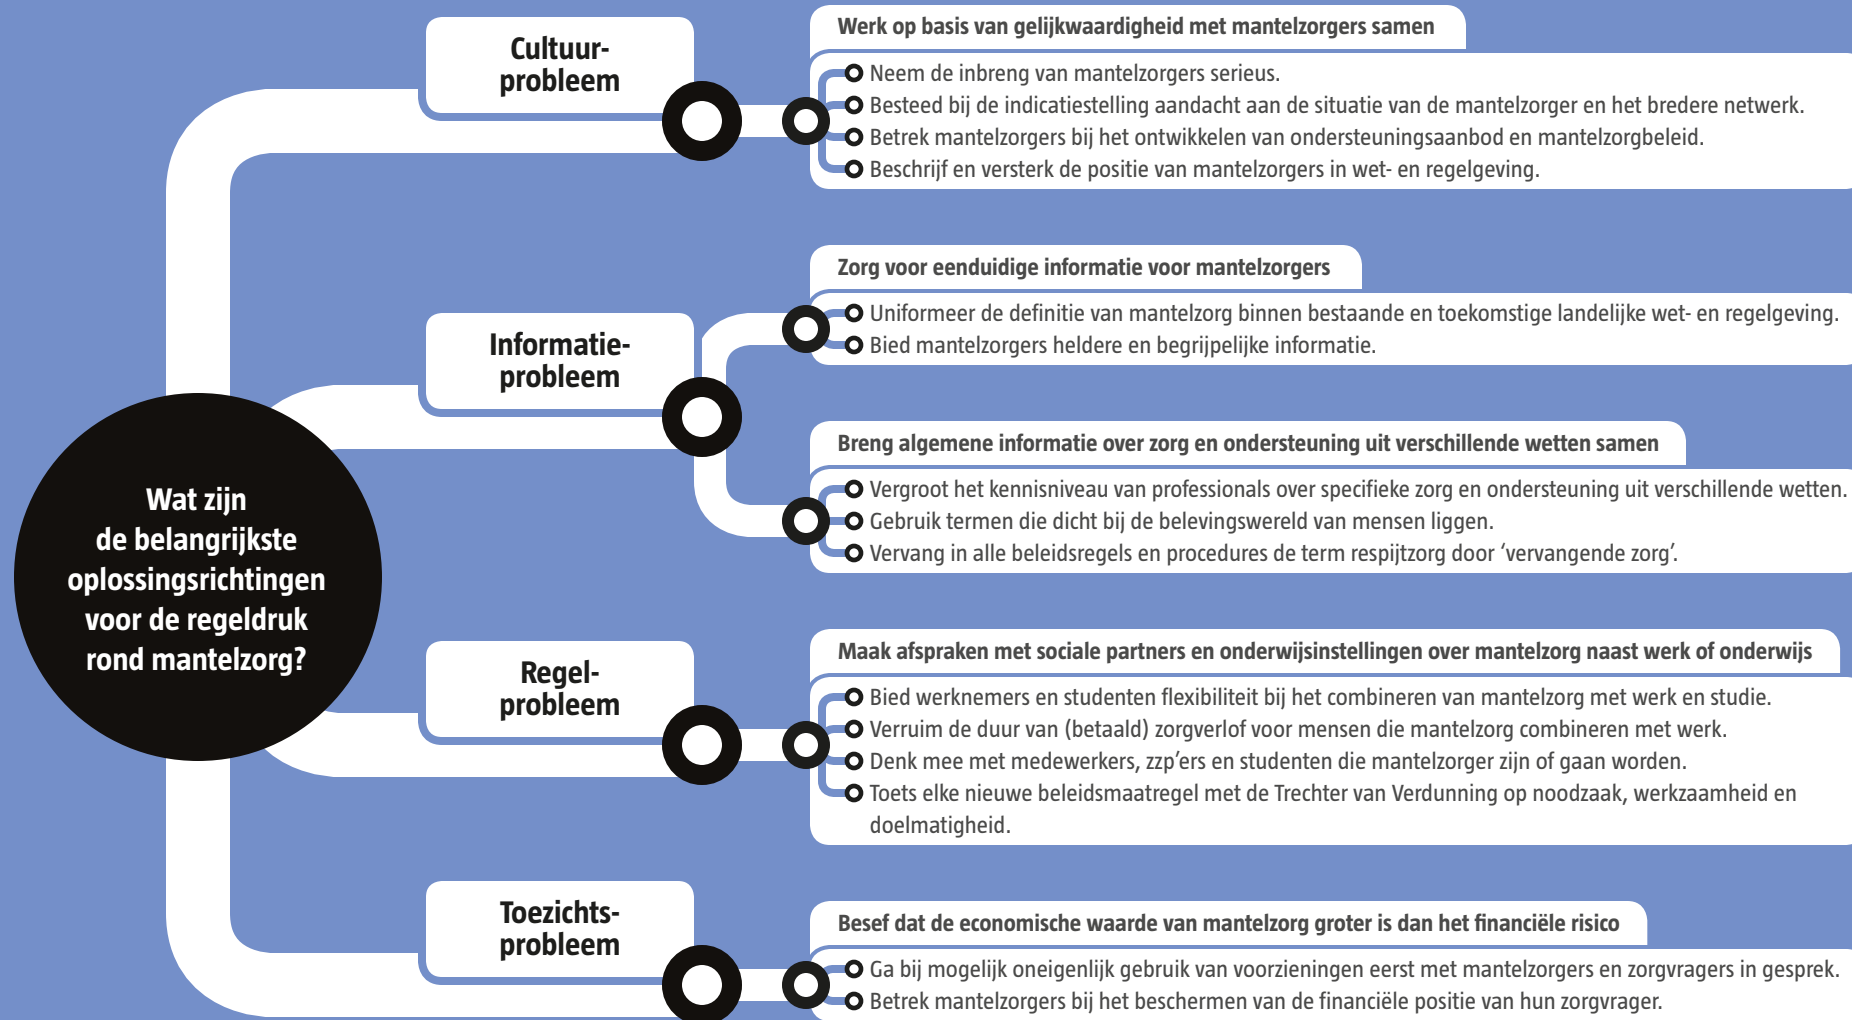 Wat zijn
de belangrijkste
oplossingsrichtingen
voor de regeldruk
rond mantelzorg?
Cultuur-
probleem
Werk op basis van gelijkwaardigheid met mantelzorgers samen
Neem de inbreng van mantelzorgers serieus.
Besteed bij de indicatiestelling aandacht aan de situatie van de mantelzorger en het bredere netwerk.
Betrek mantelzorgers bij het ontwikkelen van ondersteuningsaanbod en mantelzorgbeleid.
Beschrijf en versterk de positie van mantelzorgers in wet- en regelgeving.
Informatie-
probleem
Zorg voor eenduidige informatie voor mantelzorgers
Uniformeer de definitie van mantelzorg binnen bestaande en toekomstige landelijke wet- en regelgeving.
Bied mantelzorgers heldere en begrijpelijke informatie.
Breng algemene informatie over zorg en ondersteuning uit verschillende wetten samen
Vergroot het kennisniveau van professionals over specifieke zorg en ondersteuning uit verschillende wetten.
Gebruik termen die dicht bij de belevingswereld van mensen liggen.
Vervang in alle beleidsregels en procedures de term respijtzorg door ‘vervangende zorg’.
Regel-
probleem
Maak afspraken met sociale partners en onderwijsinstellingen over mantelzorg naast werk of onderwijs
Bied werknemers en studenten flexibiliteit bij het combineren van mantelzorg met werk en studie.
Verruim de duur van (betaald) zorgverlof voor mensen die mantelzorg combineren met werk.
Denk mee met medewerkers, zzp’ers en studenten die mantelzorger zijn of gaan worden.
Toets elke nieuwe beleidsmaatregel met de Trechter van Verdunning op noodzaak, werkzaamheid en
doelmatigheid.
Toezichts-
probleem
Besef dat de economische waarde van mantelzorg groter is dan het financiële risico
Ga bij mogelijk oneigenlijk gebruik van voorzieningen eerst met mantelzorgers en zorgvragers in gesprek.
Betrek mantelzorgers bij het beschermen van de financiële positie van hun zorgvrager.